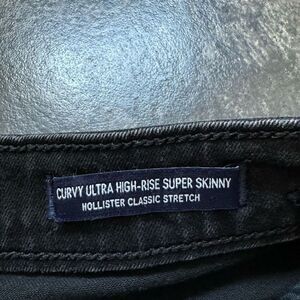 CURVY ULTRA HIGH-RISE SUPER SKINNY
HOLLISTER CLASSIC STRETCH